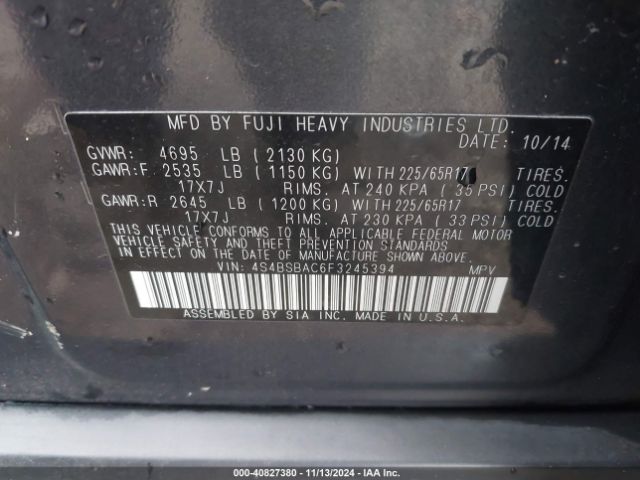 MFD BY FUJI HEAVY INDUSTRIES LTD.
DATE: 10/14
GVWR: 4695 LB ( 2130 KG)
GAWR:F 2535 LB ( 1150 KG) WITH 225/65R17 TIRES.
17X7J RIMS. AT 240 KPA ( 35 PSI) COLD
GAWR:R 2645 LB ( 1200 KG) WITH 225/65R17 TIRES.
17X7J RIMS. AT 230 KPA ( 33 PSI) COLD
THIS VEHICLE CONFORMS TO ALL APPLICABLE FEDERAL MOTOR
VEHICLE SAFETY AND THEFT PREVENTION STANDARDS
IN EFFECT ON THE DATE OF MANUFACTURE SHOWN ABOVE.
VIN: 4S4BSBAC6F3245394 MPV
ASSEMBLED BY SIA INC. MADE IN U.S.A.
000-40827380 - 11/13/2024 - IAA Inc.